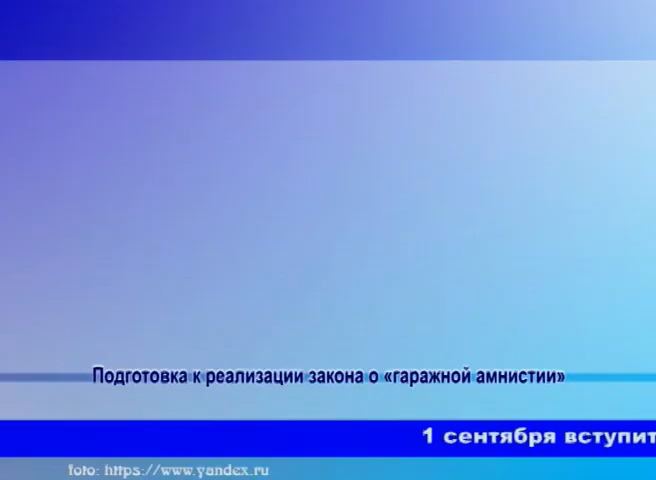 Подготовка к реализации закона о «гаражной амнистии»
1 сентября вступит
foto: https://www.yandex.ru